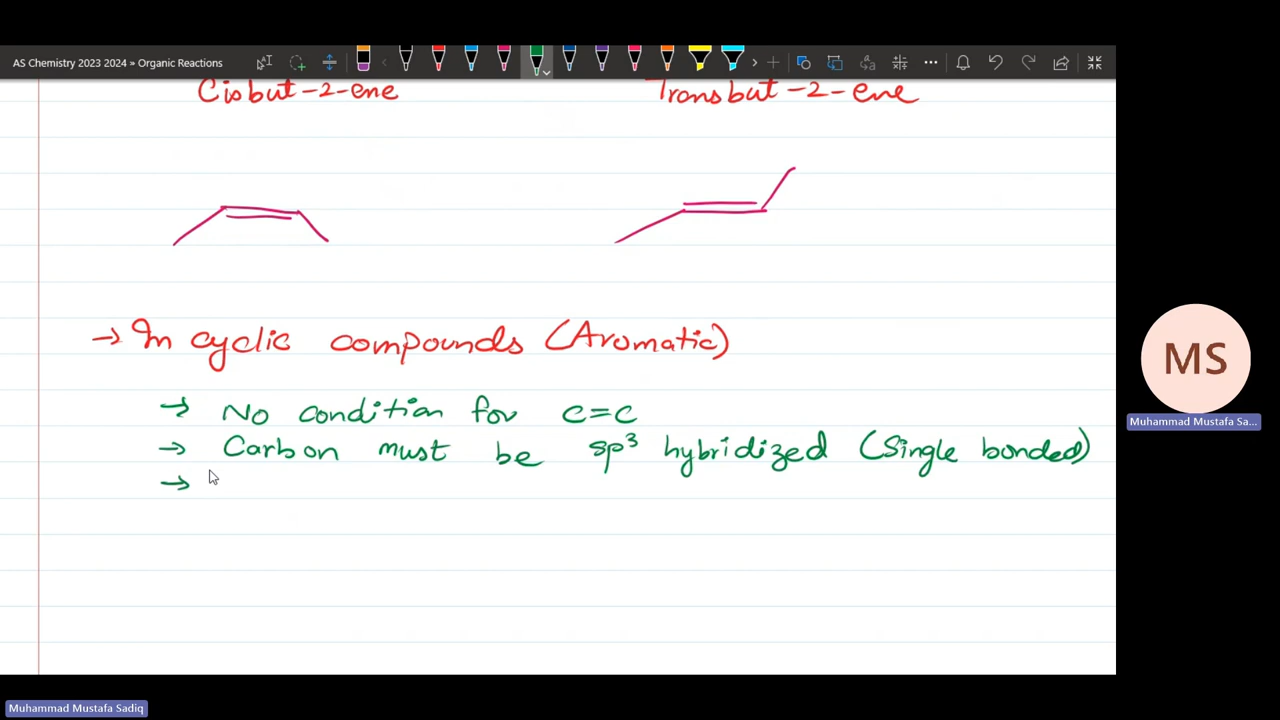 AS Chemistry 2023 2024 » Organic Reactions
Cisbut-2-ene
Transbut-2-ene
→ In cyclic compounds (Aromatic)
→ No condition for C=C
→ Carbon must be sp³ hybridized (Single bonded)
→
MS
Muhammad Mustafa Sa...
Muhammad Mustafa Sadiq